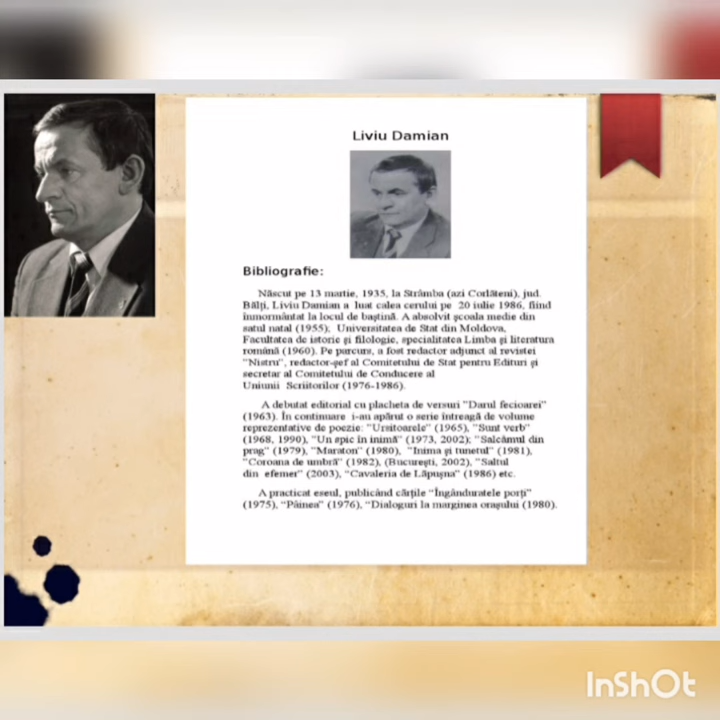 Liviu Damian
Bibliografie:
Născut pe 13 martie, 1935, la Strâmba (azi Corlăteni), jud.
Bălți, Liviu Damian a luat calea cerului pe 20 iulie 1986, fiind
înmormântat la locul de baștină. A absolvit școala medie din
satul natal (1955), Universitatea de Stat din Moldova,
Facultatea de istorie și filologie, specialitatea Limba și literatura
română (1960). Pe parcurs, a fost redactor adjunct al revistei
"Nistru", redactor-șef al Comitetului de Stat pentru Edituri și
secretar al Comitetului de Conducere al
Uniunii Scriitorilor (1976-1986).
A debutat editorial cu placheta de versuri "Darul fecioarei"
(1963). În continuare i-au apărut o serie întreagă de volume
reprezentative de poezie: "Ursitoarele" (1965), "Sunt verb"
(1968, 1990), "Un spic în inimă" (1973, 2002); "Salcâmul din
prag" (1979), "Maraton" (1980), "Inima și tunetul" (1981),
"Coroana de umbră" (1982), (București, 2002), "Saltul
din efemer" (2003), "Cavaleria de Lăpușna" (1986) etc.
A practicat eseul, publicând cărțile "Îngânduratele porți"
(1975), "Pâinea" (1976), "Dialoguri la marginea orașului (1980).
InShOt